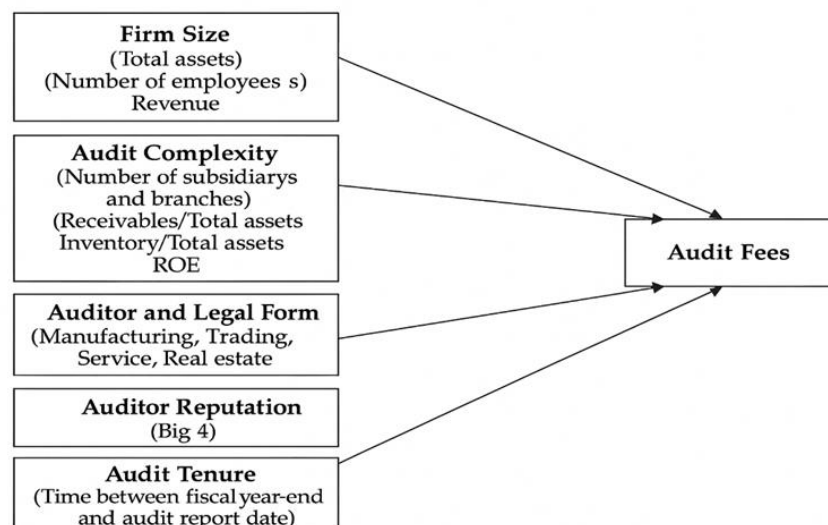 Firm Size
(Total assets)
(Number of employees s)
Revenue
Audit Complexity
(Number of subsidiarys
and branches)
(Receivables/Total assets
Inventory/Total assets
ROE
Auditor and Legal Form
(Manufacturing, Trading,
Service, Real estate
Auditor Reputation
(Big 4)
Audit Tenure
(Time between fiscal year-end
and audit report date)
Audit Fees